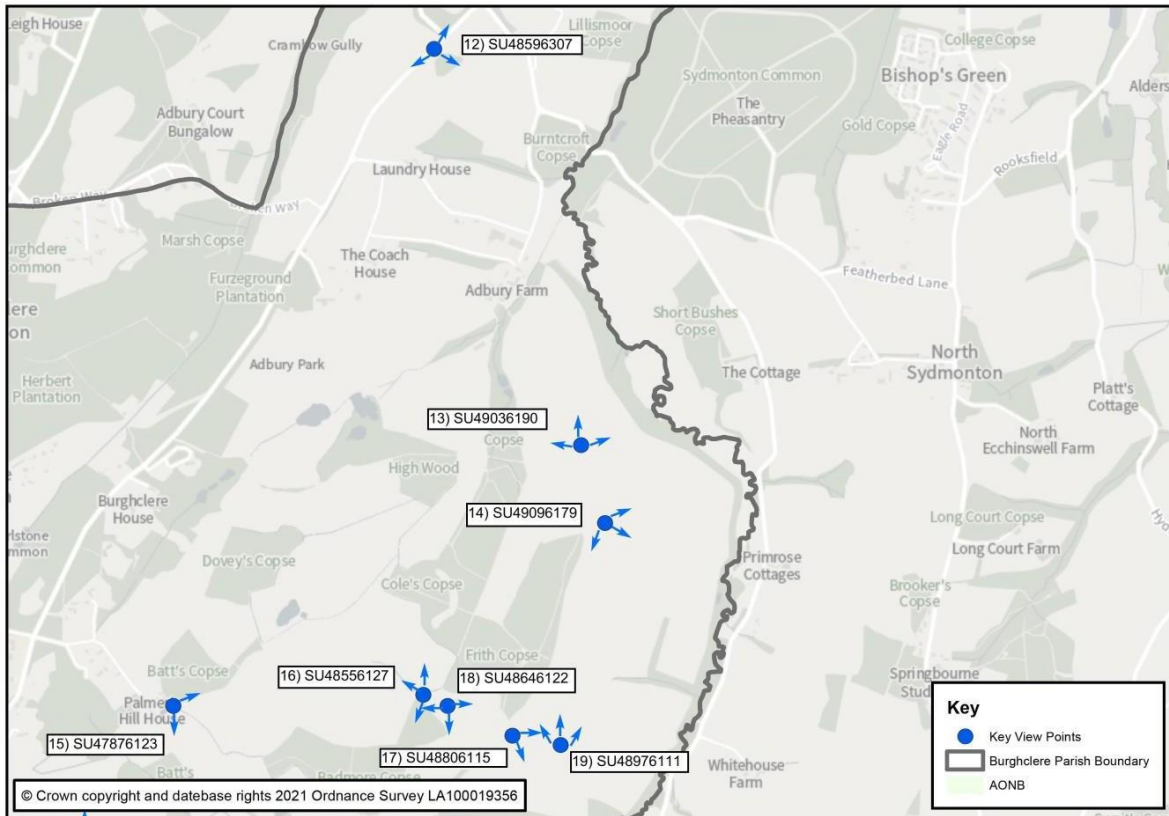 Leigh House
Crambow Gully
12) SU48596307
Lillismoor
Copse
College Copse
Bishop's Green
Sydmonton Common
The
Pheasantry
Gold Copse
Eagle Road
Adbury Court
Bungalow
Burntcroft
Copse
Laundry House
Rooksfield
Broken Way
Broken Way
Marsh Copse
The Coach
House
Furzeground
Plantation
Adbury Farm
Featherbed Lane
Short Bushes
Copse
North
Sydmonton
Adbury Park
The Cottage
Herbert
Plantation
Platt's
Cottage
13) SU49036190
Copse
North
Ecchinswell Farm
High Wood
Burghclere
House
14) SU49096179
Long Court Copse
Long Court Farm
Dovey's Copse
Primrose
Cottages
Cole's Copse
Brooker's
Copse
Frith Copse
Batt's Copse
16) SU48556127
18) SU48646122
Springbourne
Palmers
Hill House
15) SU47876123
17) SU48806115
19) SU48976111
Batt's
Badmore Copse
Whitehouse
Farm
Key
Key View Points
Burghclere Parish Boundary
AONB
© Crown copyright and datebase rights 2021 Ordnance Survey LA100019356